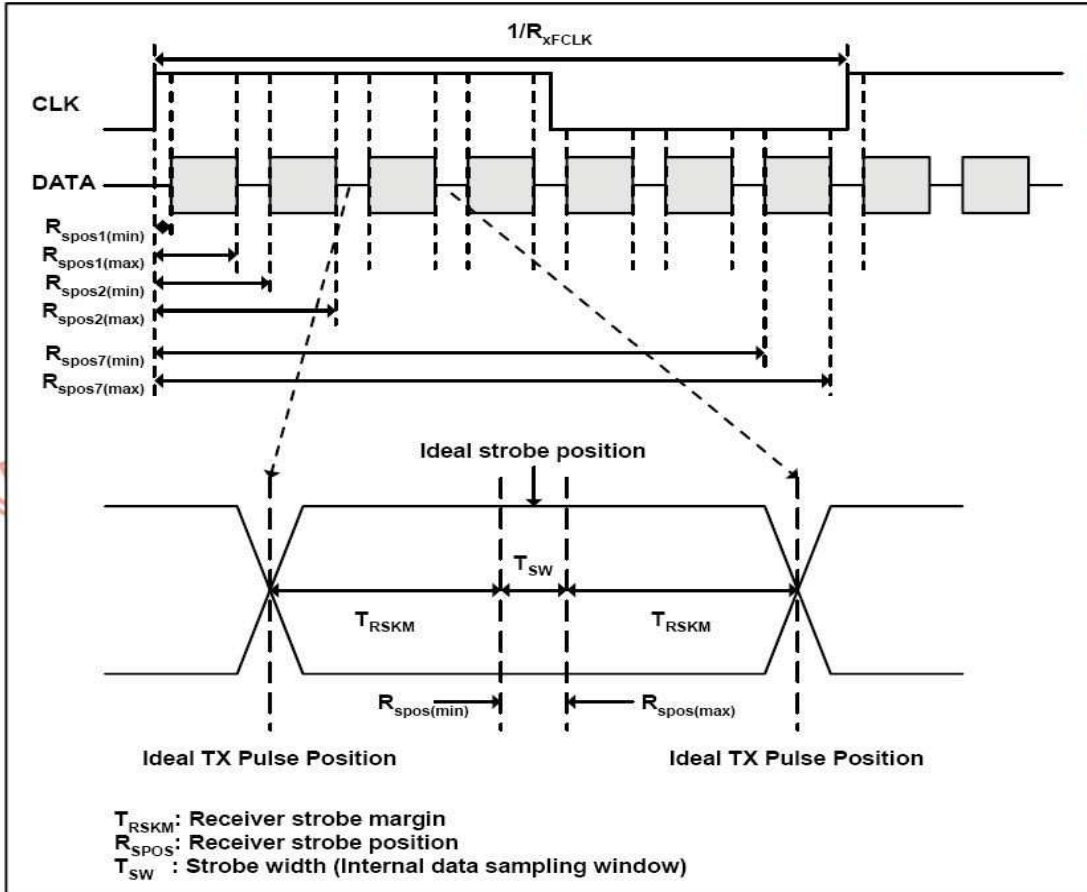 1/RxFCLK
CLK
DATA
Rspos1(min)
Rspos1(max)
Rspos2(min)
Rspos2(max)
Rspos7(min)
Rspos7(max)
Ideal strobe position
TSW
TRSKM TRSKM
Rspos(min) Rspos(max)
Ideal TX Pulse Position Ideal TX Pulse Position
TRSKM: Receiver strobe margin
RSPOS: Receiver strobe position
TSW : Strobe width (Internal data sampling window)